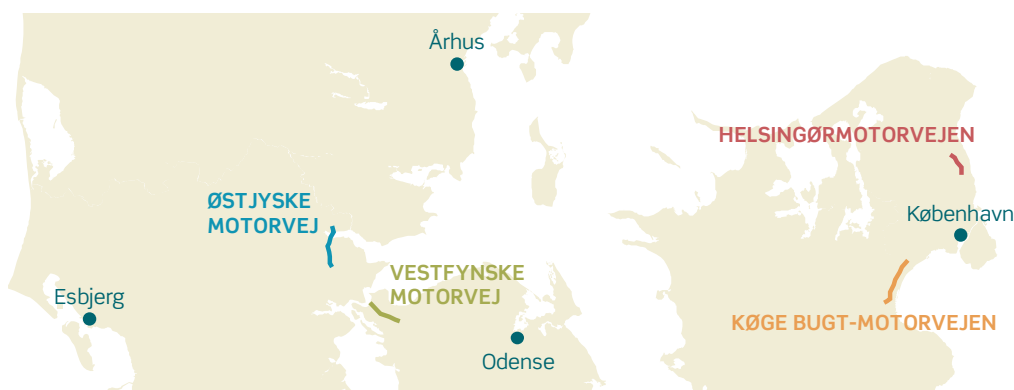 Århus
HELSINGØRMOTORVEJEN
ØSTJYSKE
MOTORVEJ
København
VESTFYNSKE
MOTORVEJ
Esbjerg
KØGE BUGT-MOTORVEJEN
Odense